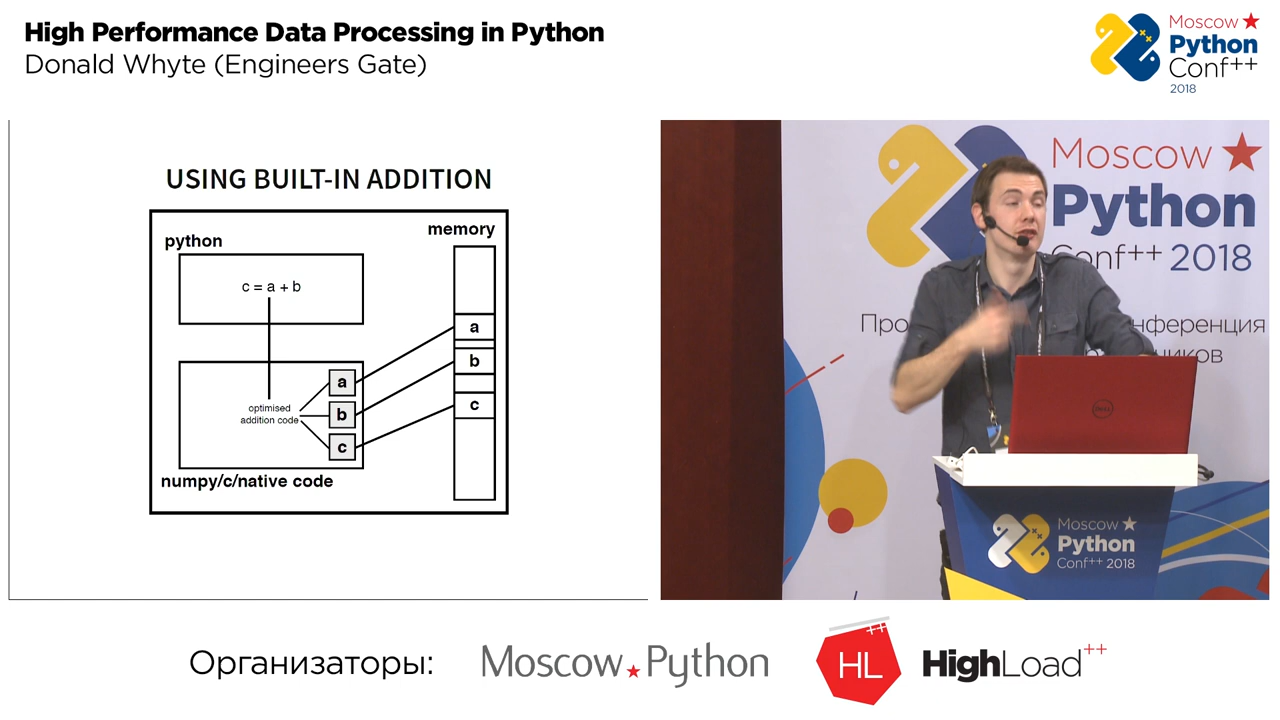 High Performance Data Processing in Python
Donald Whyte (Engineers Gate)
Moscow
Python
Conf++
2018
USING BUILT-IN ADDITION
python
memory
c = a + b
a
b
c
optimised
addition code
a
b
c
numpy/c/native code
Moscow
Python
Conf++ 2018
нференция
DELL
Moscow
Python
Conf++ 2018
Организаторы:
Moscow Python
++
HL
HighLoad++